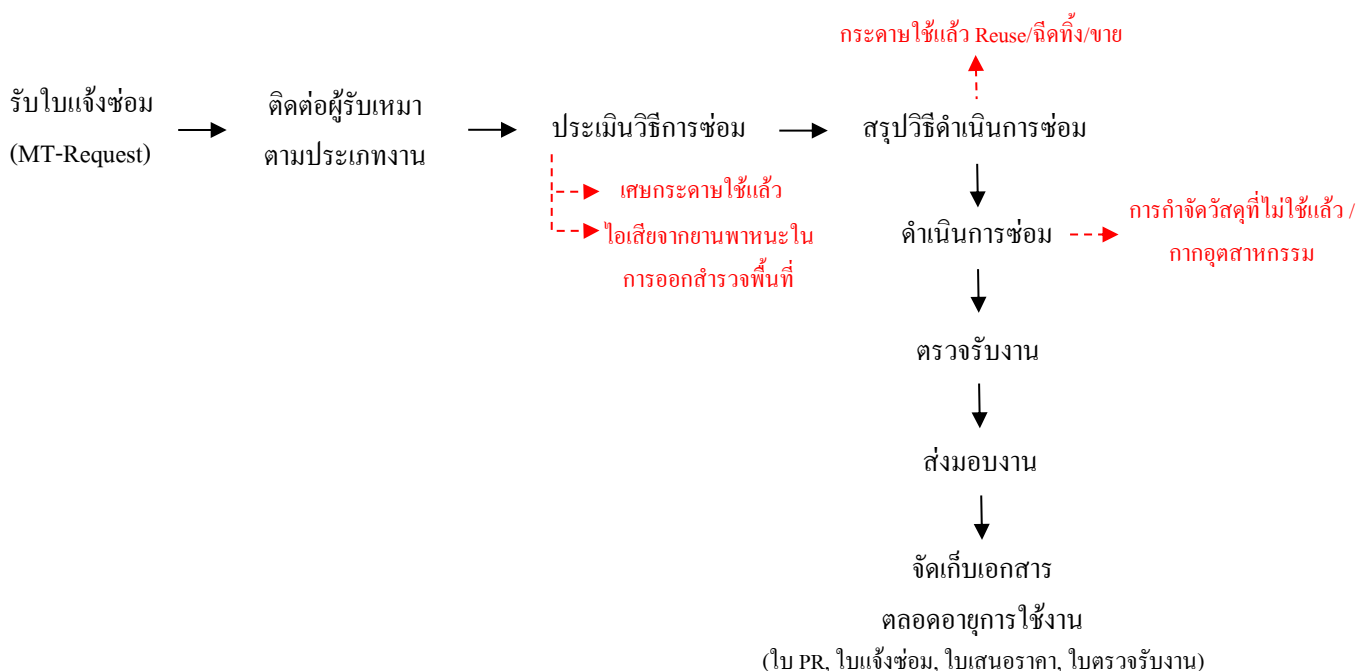 กระดาษใช้แล้ว Reuse/ฉีดทิ้ง/ขาย
รับใบแจ้งซ่อม
(MT-Request)
ติดต่อผู้รับเหมา
ตามประเภทงาน
ประเมินวิธีการซ่อม
สรุปวิธีดำเนินการซ่อม
เศษกระดาษใช้แล้ว
ไอเสียจากยานพาหนะใน
การออกสำรวจพื้นที่
ดำเนินการซ่อม
การกำจัดวัสดุที่ไม่ใช้แล้ว /
กากอุตสาหกรรม
ตรวจรับงาน
ส่งมอบงาน
จัดเก็บเอกสาร
ตลอดอายุการใช้งาน
(ใบ PR, ใบแจ้งซ่อม, ใบเสนอราคา, ใบตรวจรับงาน)